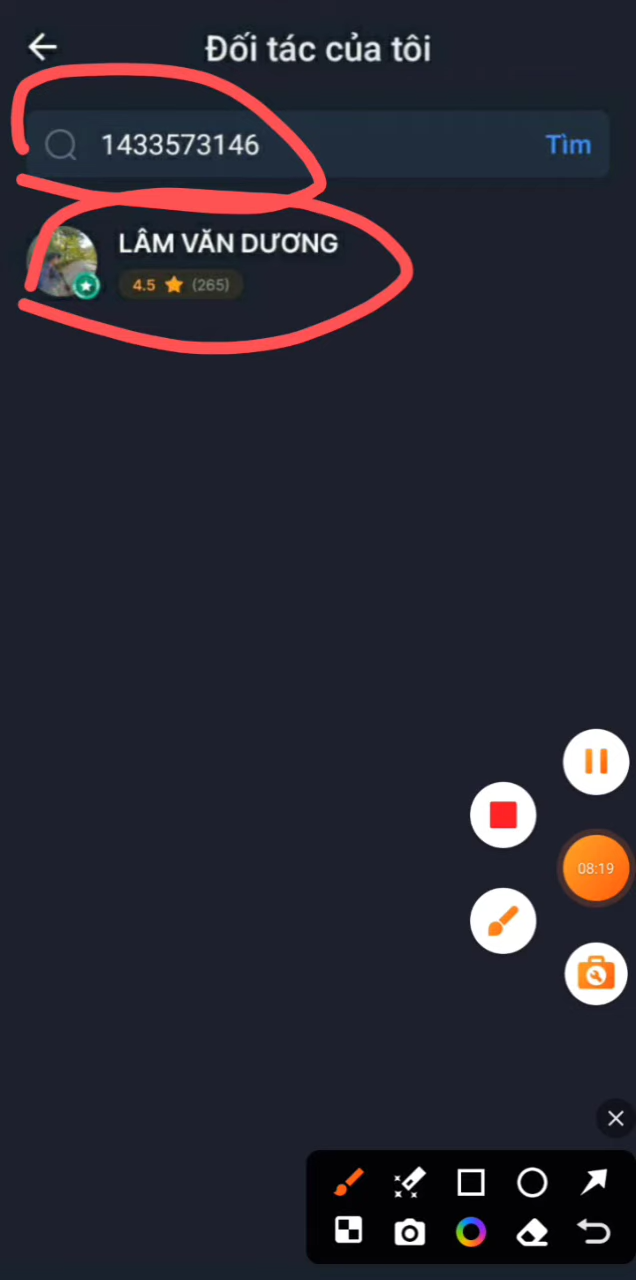 Đối tác của tôi
1433573146 Tìm
LÂM VĂN DƯƠNG
4.5 (265)
08:19